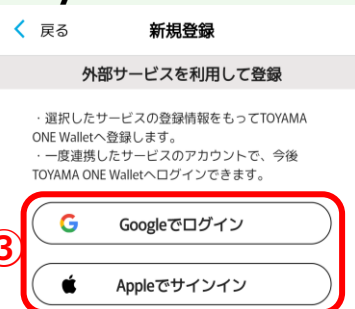 戻る 新規登録
外部サービスを利用して登録
・選択したサービスの登録情報をもってTOYAMA
ONE Walletへ登録します。
・一度連携したサービスのアカウントで、今後
TOYAMA ONE Walletへログインできます。
③
Googleでログイン
Appleでサインイン